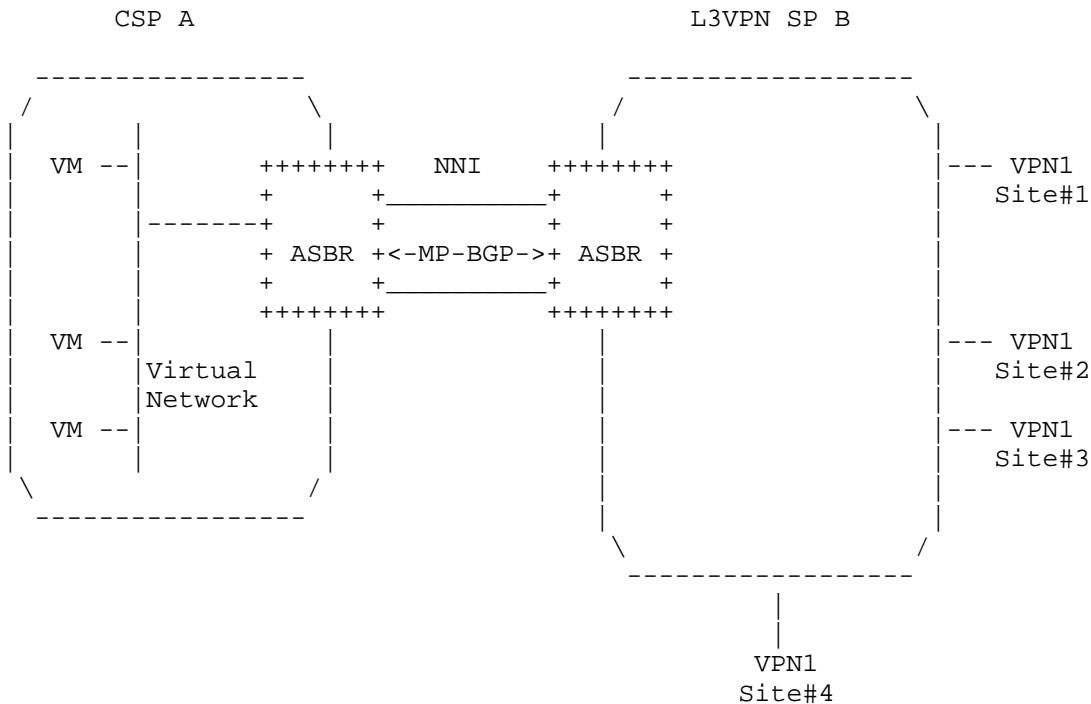 CSP A L3VPN SP B
VM -- NNI --- VPN1
Site#1
ASBR <-MP-BGP-> ASBR
VM -- --- VPN1
Virtual Site#2
Network
VM -- --- VPN1
Site#3
VPN1
Site#4